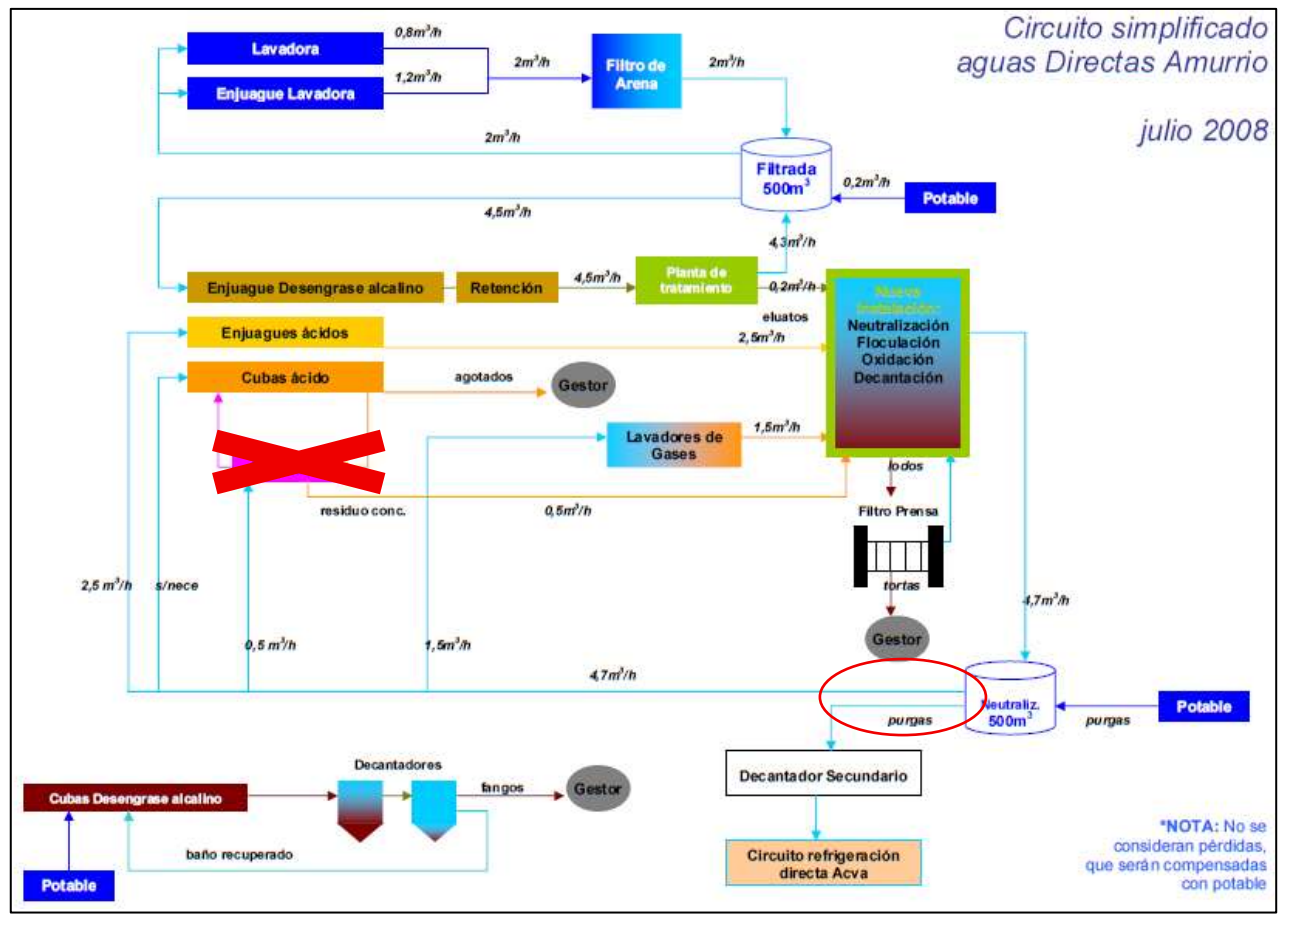 Circuito simplificado
aguas Directas Amurrio
julio 2008
Lavadora
0,8m³/h
Enjuague Lavadora
1,2m³/h
2m³/h
Filtro de
Arena
2m³/h
2m³/h
Filtrada
500m³
0,2m³/h
Potable
4,5m³/h
4,3m³/h
Enjuague Desengrase alcalino
Retención
4,5m³/h
Planta de
tratamiento
0,2m³/h
eluatos
Nueva
Instalación:
Neutralización
Floculación
Oxidación
Decantación
Enjuagues ácidos
2,5m³/h
Cubas ácido
agotados
Gestor
Lavadores de
Gases
1,5m³/h
lodos
residuo conc.
0,5m³/h
Filtro Prensa
tortas
Gestor
2,5 m³/h
s/nece
0,5 m³/h
1,5m³/h
4,7m³/h
4,7m³/h
Neutraliz.
500m³
purgas
Potable
purgas
Decantador Secundario
Circuito refrigeración
directa Acva
Cubas Desengrase alcalino
Decantadores
fangos
Gestor
baño recuperado
Potable
*NOTA: No se
consideran pérdidas,
que serán compensadas
con potable